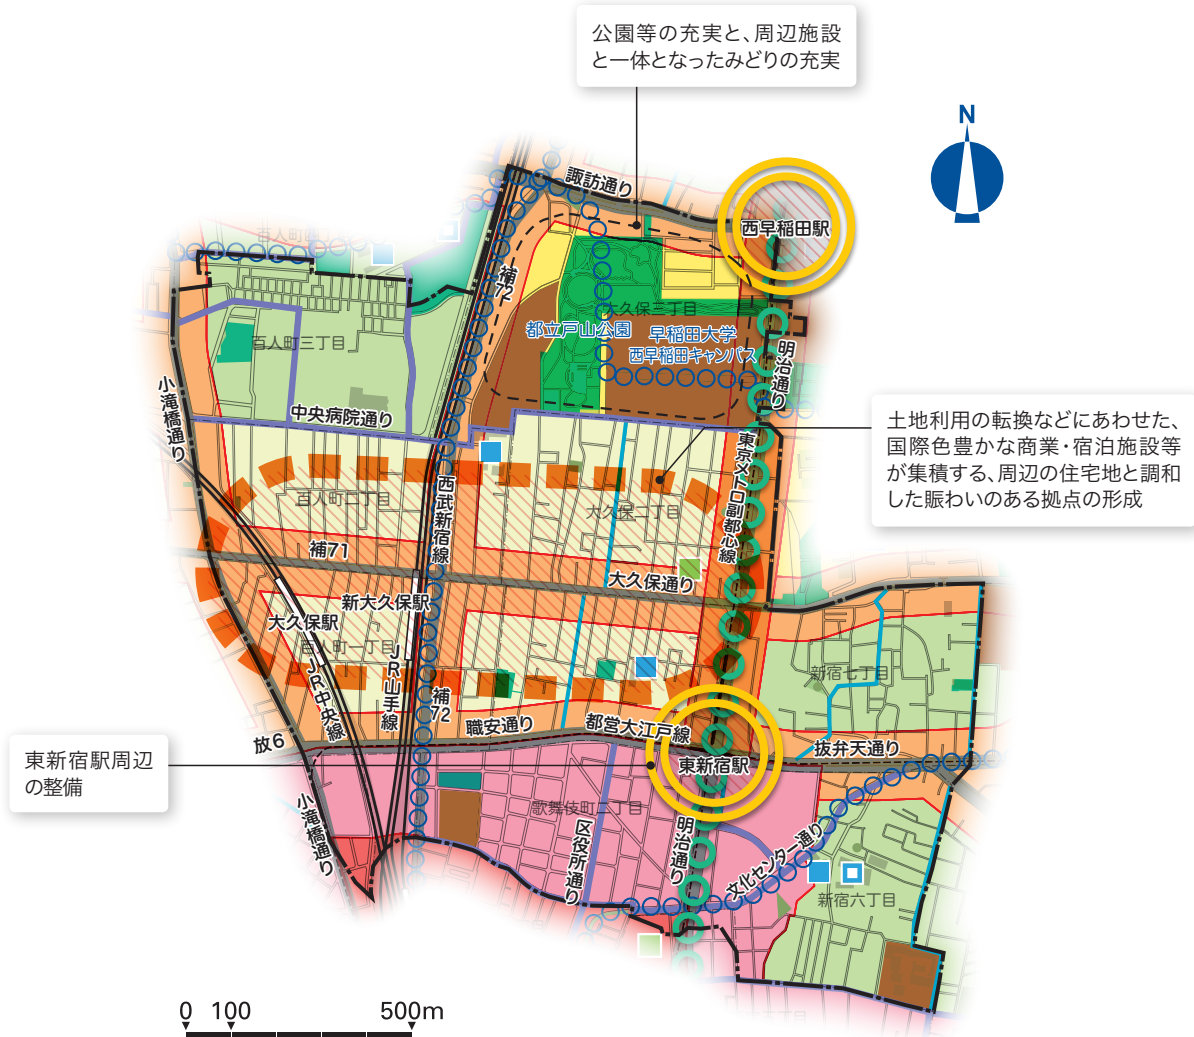 公園等の充実と、周辺施設
と一体となったみどりの充実
N
諏訪通り
西早稲田駅
百人町四丁目
補72
大久保三丁目
都立戸山公園
早稲田大学
西早稲田キャンパス
百人町三丁目
明治通り
小滝橋通り
中央病院通り
土地利用の転換などにあわせた、
国際色豊かな商業・宿泊施設等
が集積する、周辺の住宅地と調和
した賑わいのある拠点の形成
東京メトロ副都心線
西武新宿線
百人町二丁目
大久保二丁目
補71
大久保通り
新大久保駅
大久保駅
百人町一丁目
JR中央線
JR山手線
新宿七丁目
補72
職安通り
都営大江戸線
放6
抜弁天通り
東新宿駅
東新宿駅周辺
の整備
小滝橋通り
歌舞伎町二丁目
区役所通り
明治通り
文化センター通り
新宿六丁目
0 100 500m